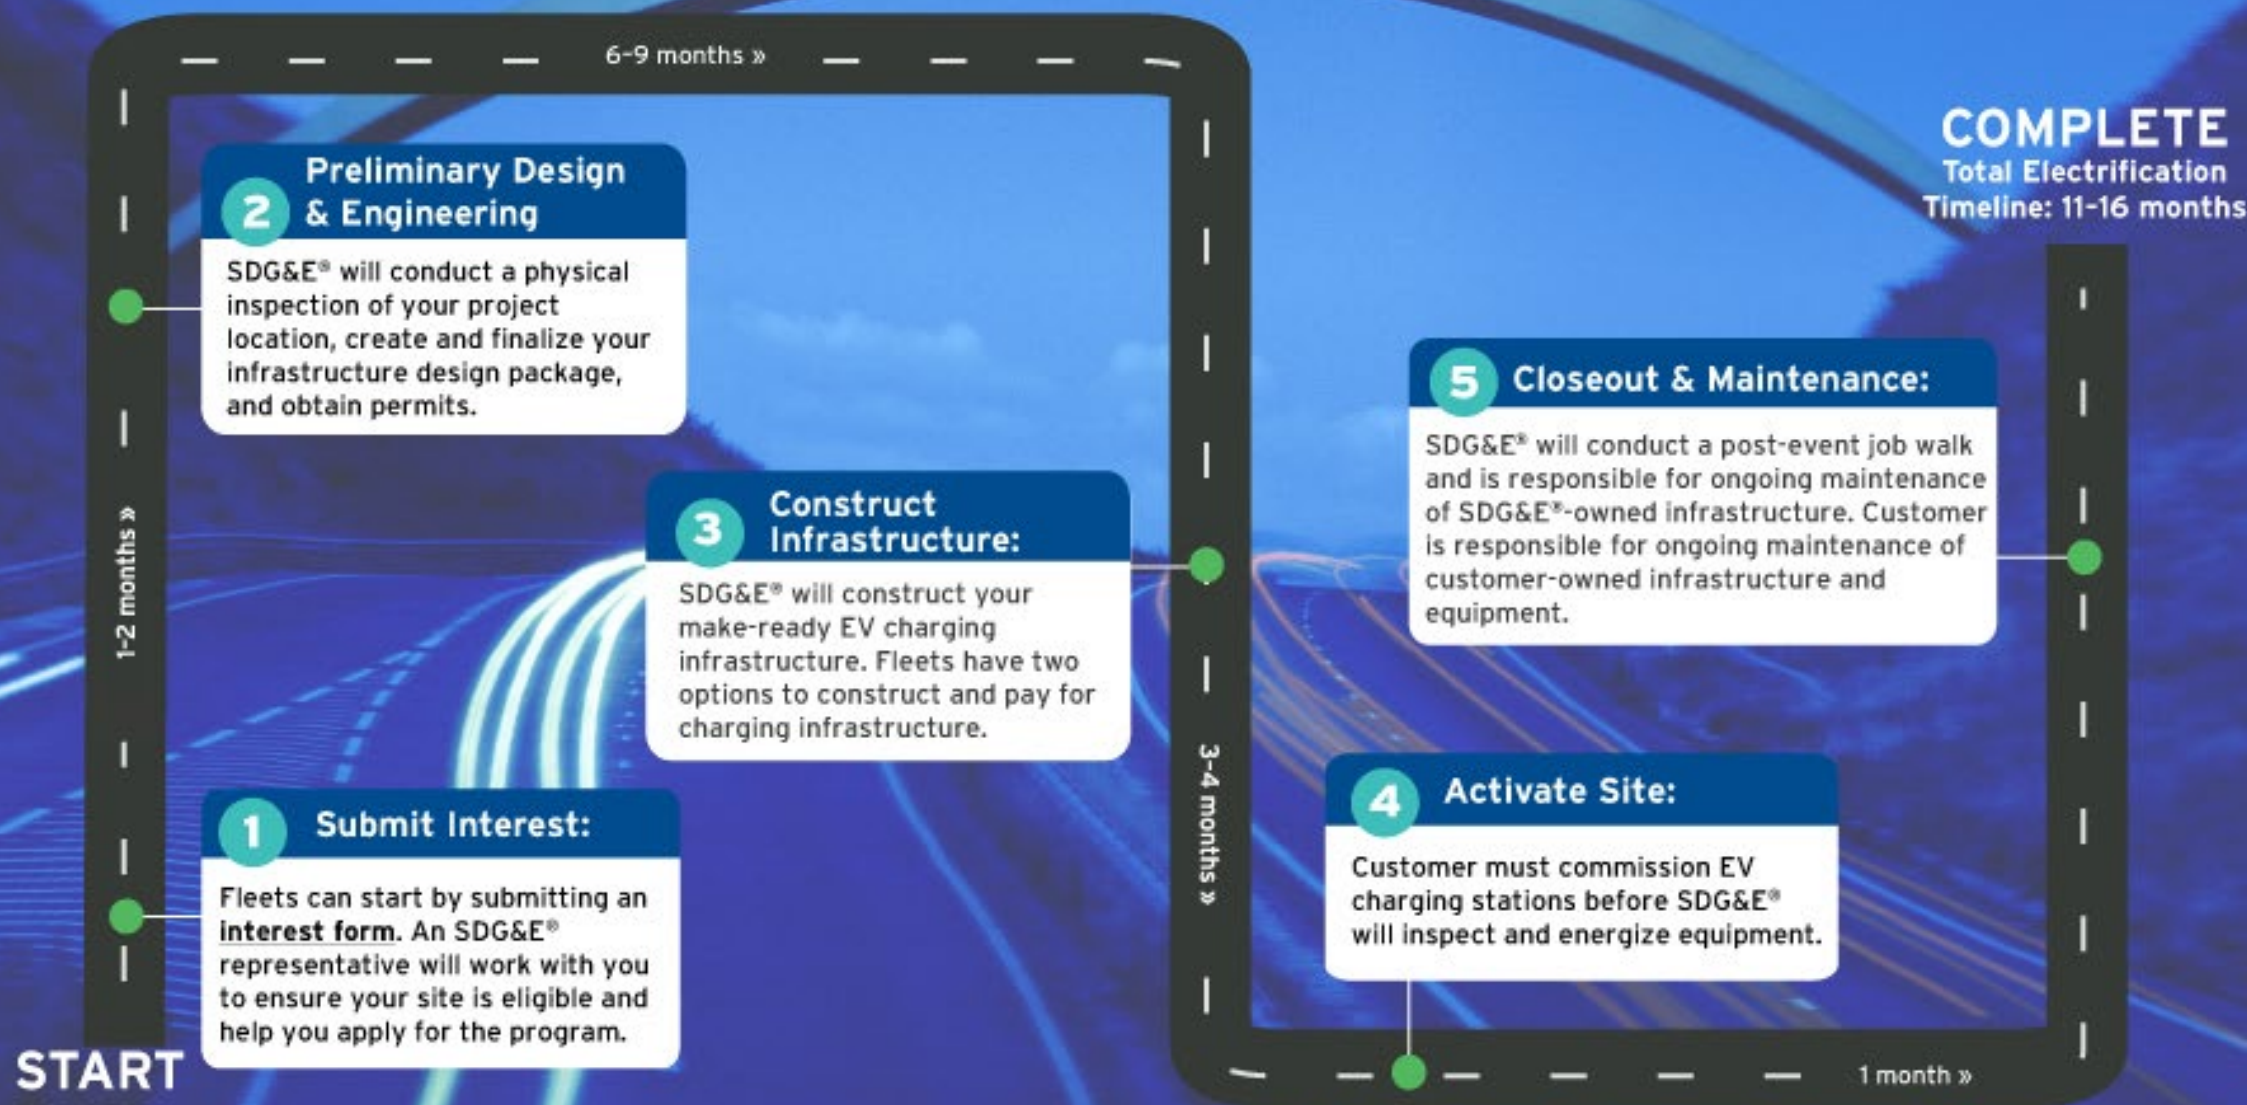 START
1
Submit Interest:
Fleets can start by submitting an
interest form. An SDG&E®
representative will work with you
to ensure your site is eligible and
help you apply for the program.
1-2 months »
2
Preliminary Design
& Engineering
SDG&E® will conduct a physical
inspection of your project
location, create and finalize your
infrastructure design package,
and obtain permits.
6-9 months »
3
Construct
Infrastructure:
SDG&E® will construct your
make-ready EV charging
infrastructure. Fleets have two
options to construct and pay for
charging infrastructure.
3-4 months »
4
Activate Site:
Customer must commission EV
charging stations before SDG&E®
will inspect and energize equipment.
1 month »
5
Closeout & Maintenance:
SDG&E® will conduct a post-event job walk
and is responsible for ongoing maintenance
of SDG&E®-owned infrastructure. Customer
is responsible for ongoing maintenance of
customer-owned infrastructure and
equipment.
COMPLETE
Total Electrification
Timeline: 11-16 months